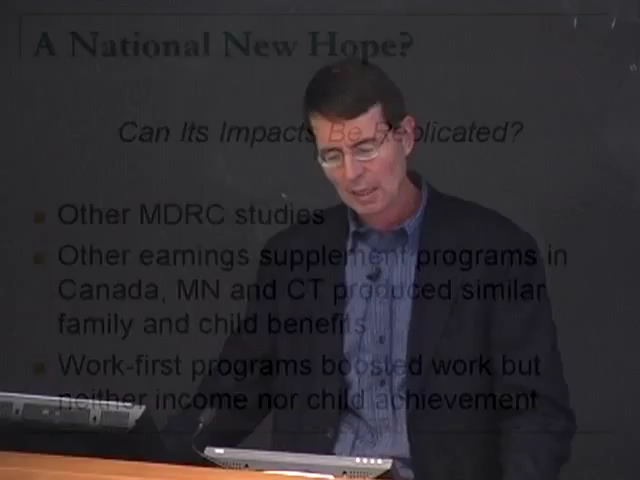 A National New Hope?
Can Its Impacts Be Replicated?
Other MDRC studies
Other earnings supplement programs in
Canada, MN and CT produced similar
family and child benefits
Work-first programs boosted work but
neither income nor child achievement